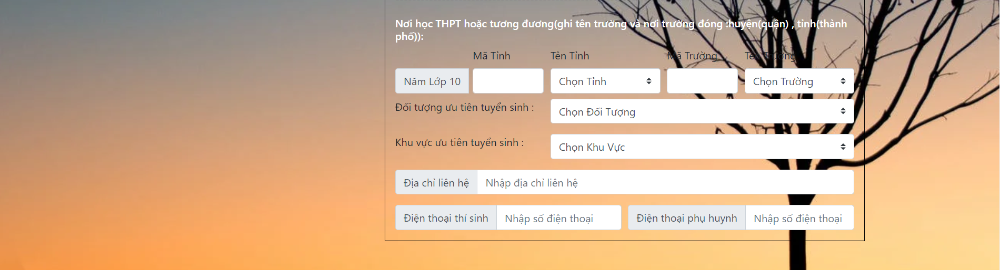 Nơi học THPT hoặc tương đương(ghi tên trường và nơi trường đóng :huyện(quận) , tỉnh(thành
phố)):
Mã Tỉnh Tên Tỉnh Mã Trường Tên Trường
Năm Lớp 10 Chọn Tỉnh Chọn Trường
Đối tượng ưu tiên tuyển sinh : Chọn Đối Tượng
Khu vực ưu tiên tuyển sinh : Chọn Khu Vực
Địa chỉ liên hệ Nhập địa chỉ liên hệ
Điện thoại thí sinh Nhập số điện thoại Điện thoại phụ huynh Nhập số điện thoại